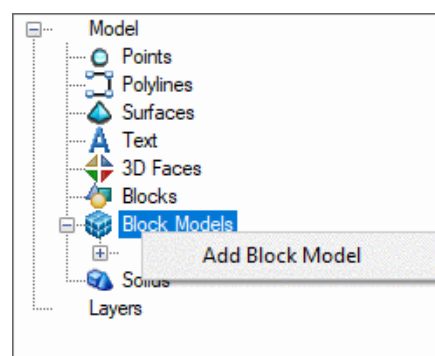 Model
Points
Polylines
Surfaces
Text
3D Faces
Blocks
Block Models
Add Block Model
Solids
Layers